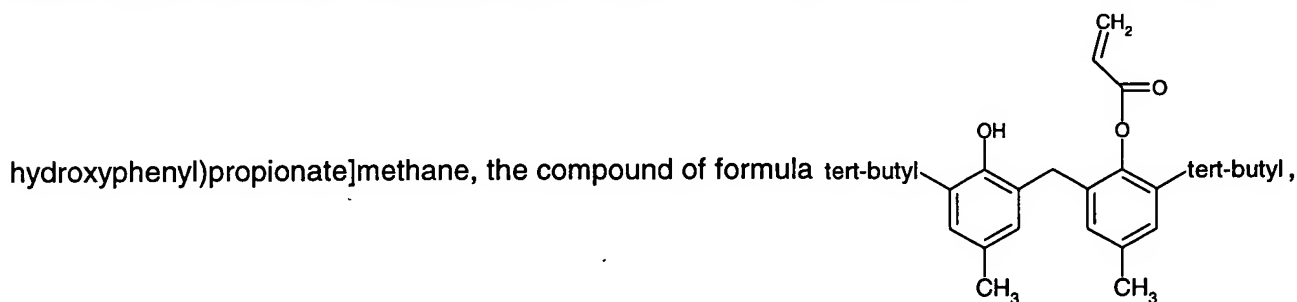 CH2
O
OH
O
hydroxyphenyl)propionate]methane, the compound of formula tert-butyl tert-butyl ,
CH3 CH3